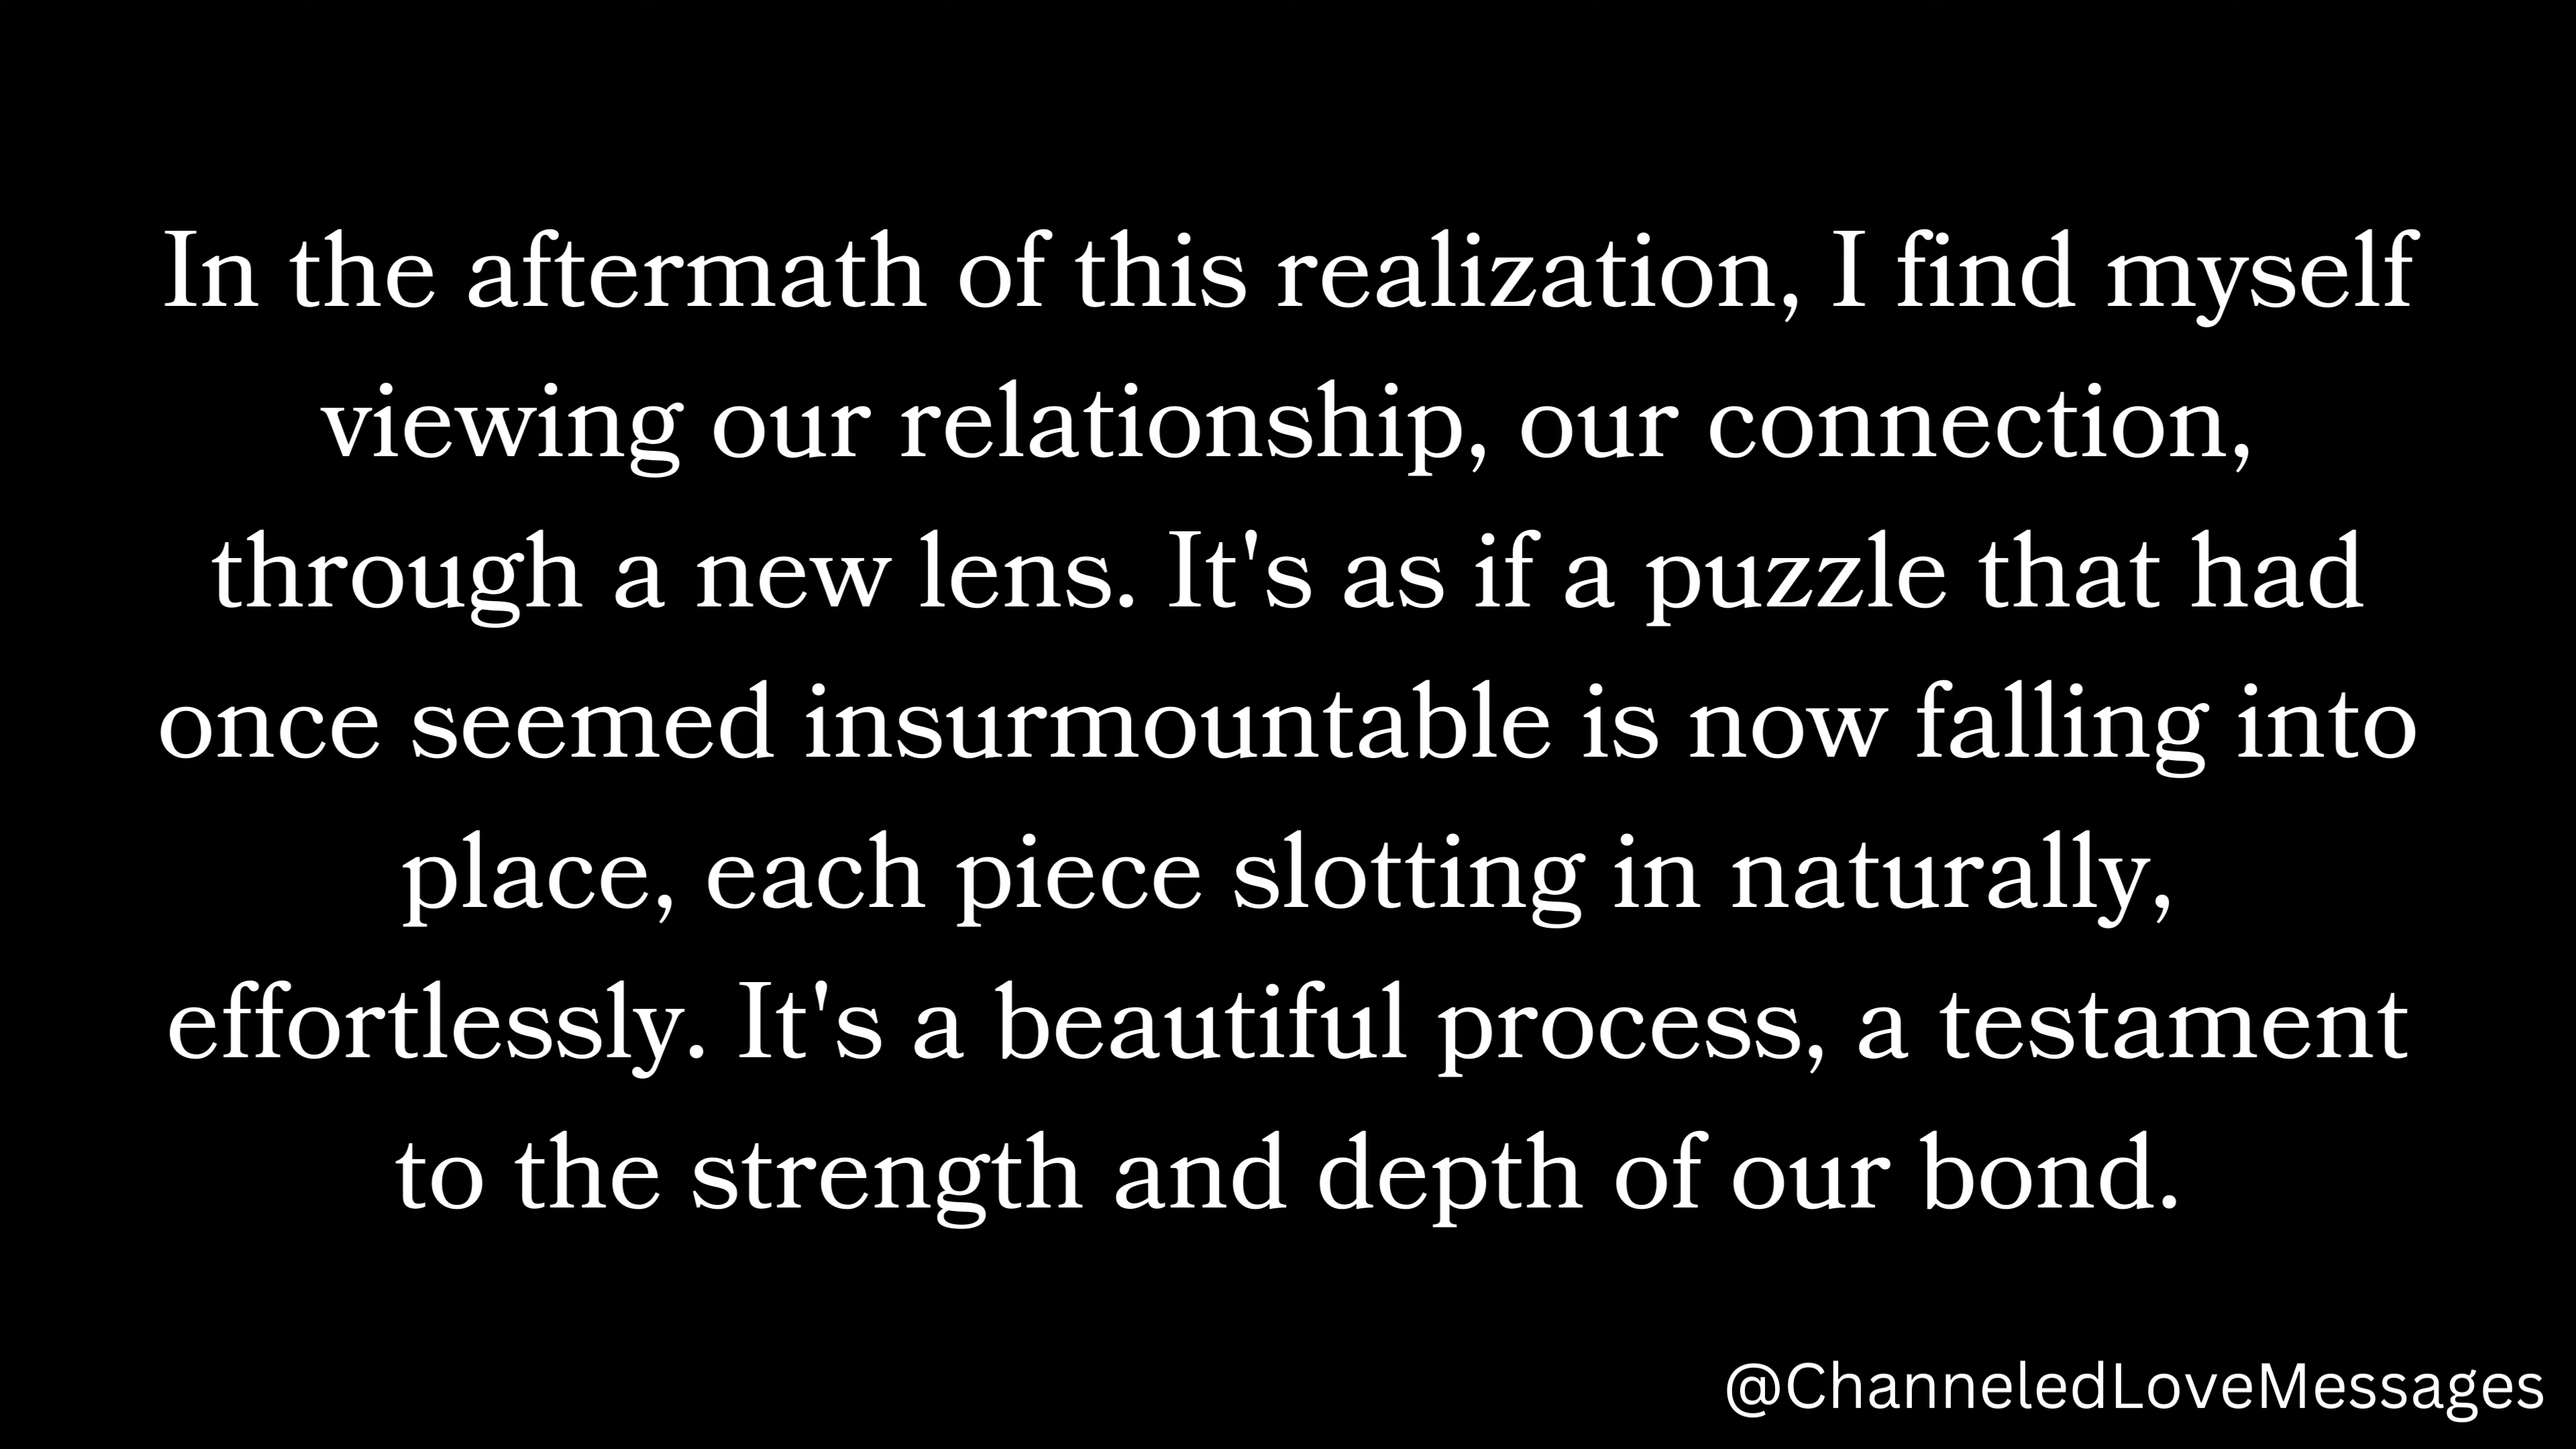 In the aftermath of this realization, I find myself
viewing our relationship, our connection,
through a new lens. It's as if a puzzle that had
once seemed insurmountable is now falling into
place, each piece slotting in naturally,
effortlessly. It's a beautiful process, a testament
to the strength and depth of our bond.
@ChanneledLoveMessages